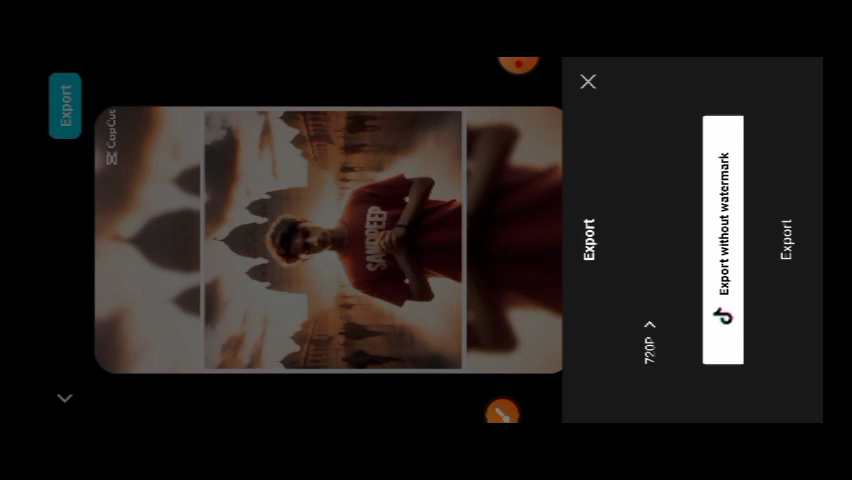 Export
CapCut
SANDEEP
Export
720P
Export without watermark
Export